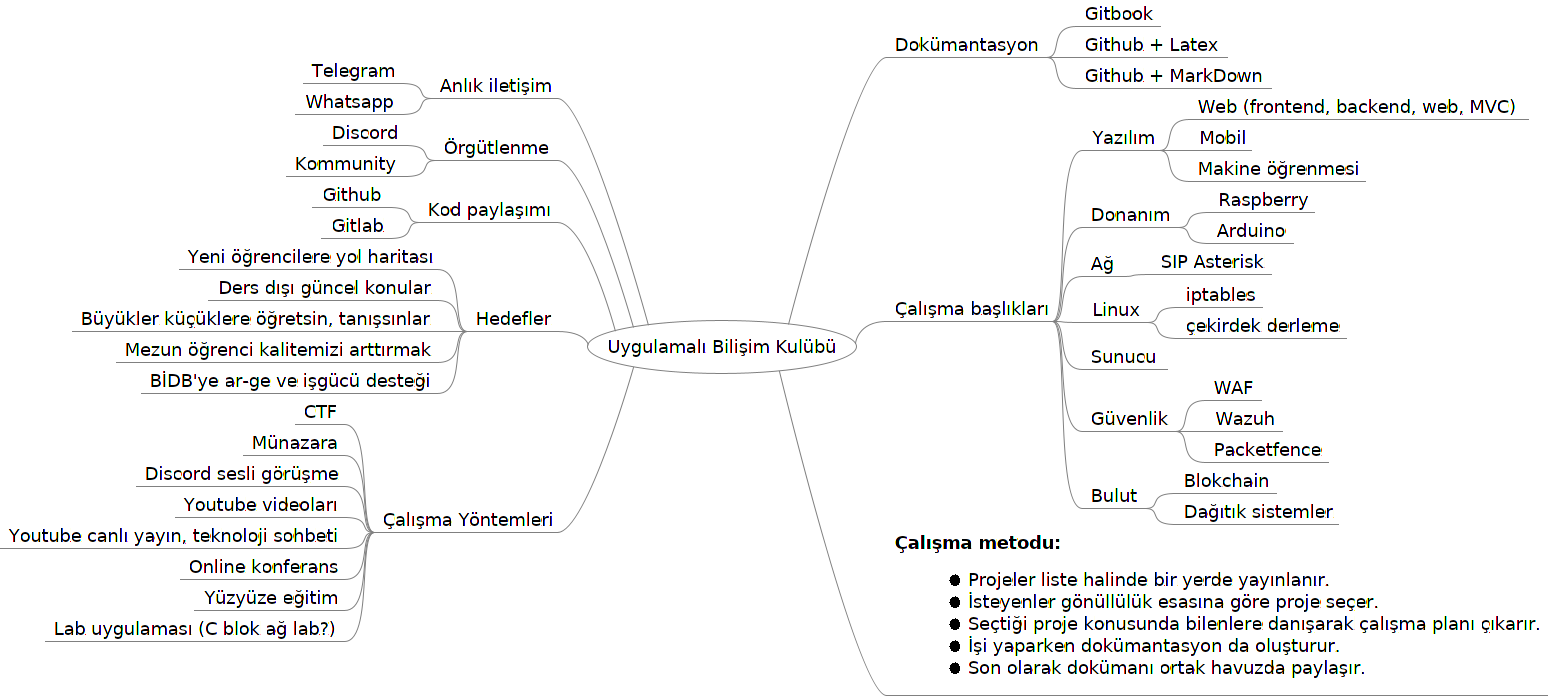 Uygulamalı Bilişim Kulübü
Anlık iletişim
Telegram
Whatsapp
Örgütlenme
Discord
Kommunity
Kod paylaşımı
Github
Gitlab
Hedefler
Yeni öğrencilere yol haritası
Ders dışı güncel konular
Büyükler küçüklere öğretsin, tanışsınlar
Mezun öğrenci kalitemizi arttırmak
BİDB'ye ar-ge ve işgücü desteği
Çalışma Yöntemleri
CTF
Münazara
Discord sesli görüşme
Youtube videoları
Youtube canlı yayın, teknoloji sohbeti
Online konferans
Yüzyüze eğitim
Lab uygulaması (C blok ağ lab?)
Dokümantasyon
Gitbook
Github + Latex
Github + MarkDown
Çalışma başlıkları
Yazılım
Web (frontend, backend, web, MVC)
Mobil
Makine öğrenmesi
Donanım
Raspberry
Arduino
Ağ
SIP Asterisk
Linux
iptables
çekirdek derleme
Sunucu
Güvenlik
WAF
Wazuh
Packetfence
Bulut
Blokchain
Dağıtık sistemler
Çalışma metodu:
● Projeler liste halinde bir yerde yayınlanır.
● İsteyenler gönüllülük esasına göre proje seçer.
● Seçtiği proje konusunda bilenlere danışarak çalışma planı çıkarır.
● İşi yaparken dokümantasyon da oluşturur.
● Son olarak dokümanı ortak havuzda paylaşır.